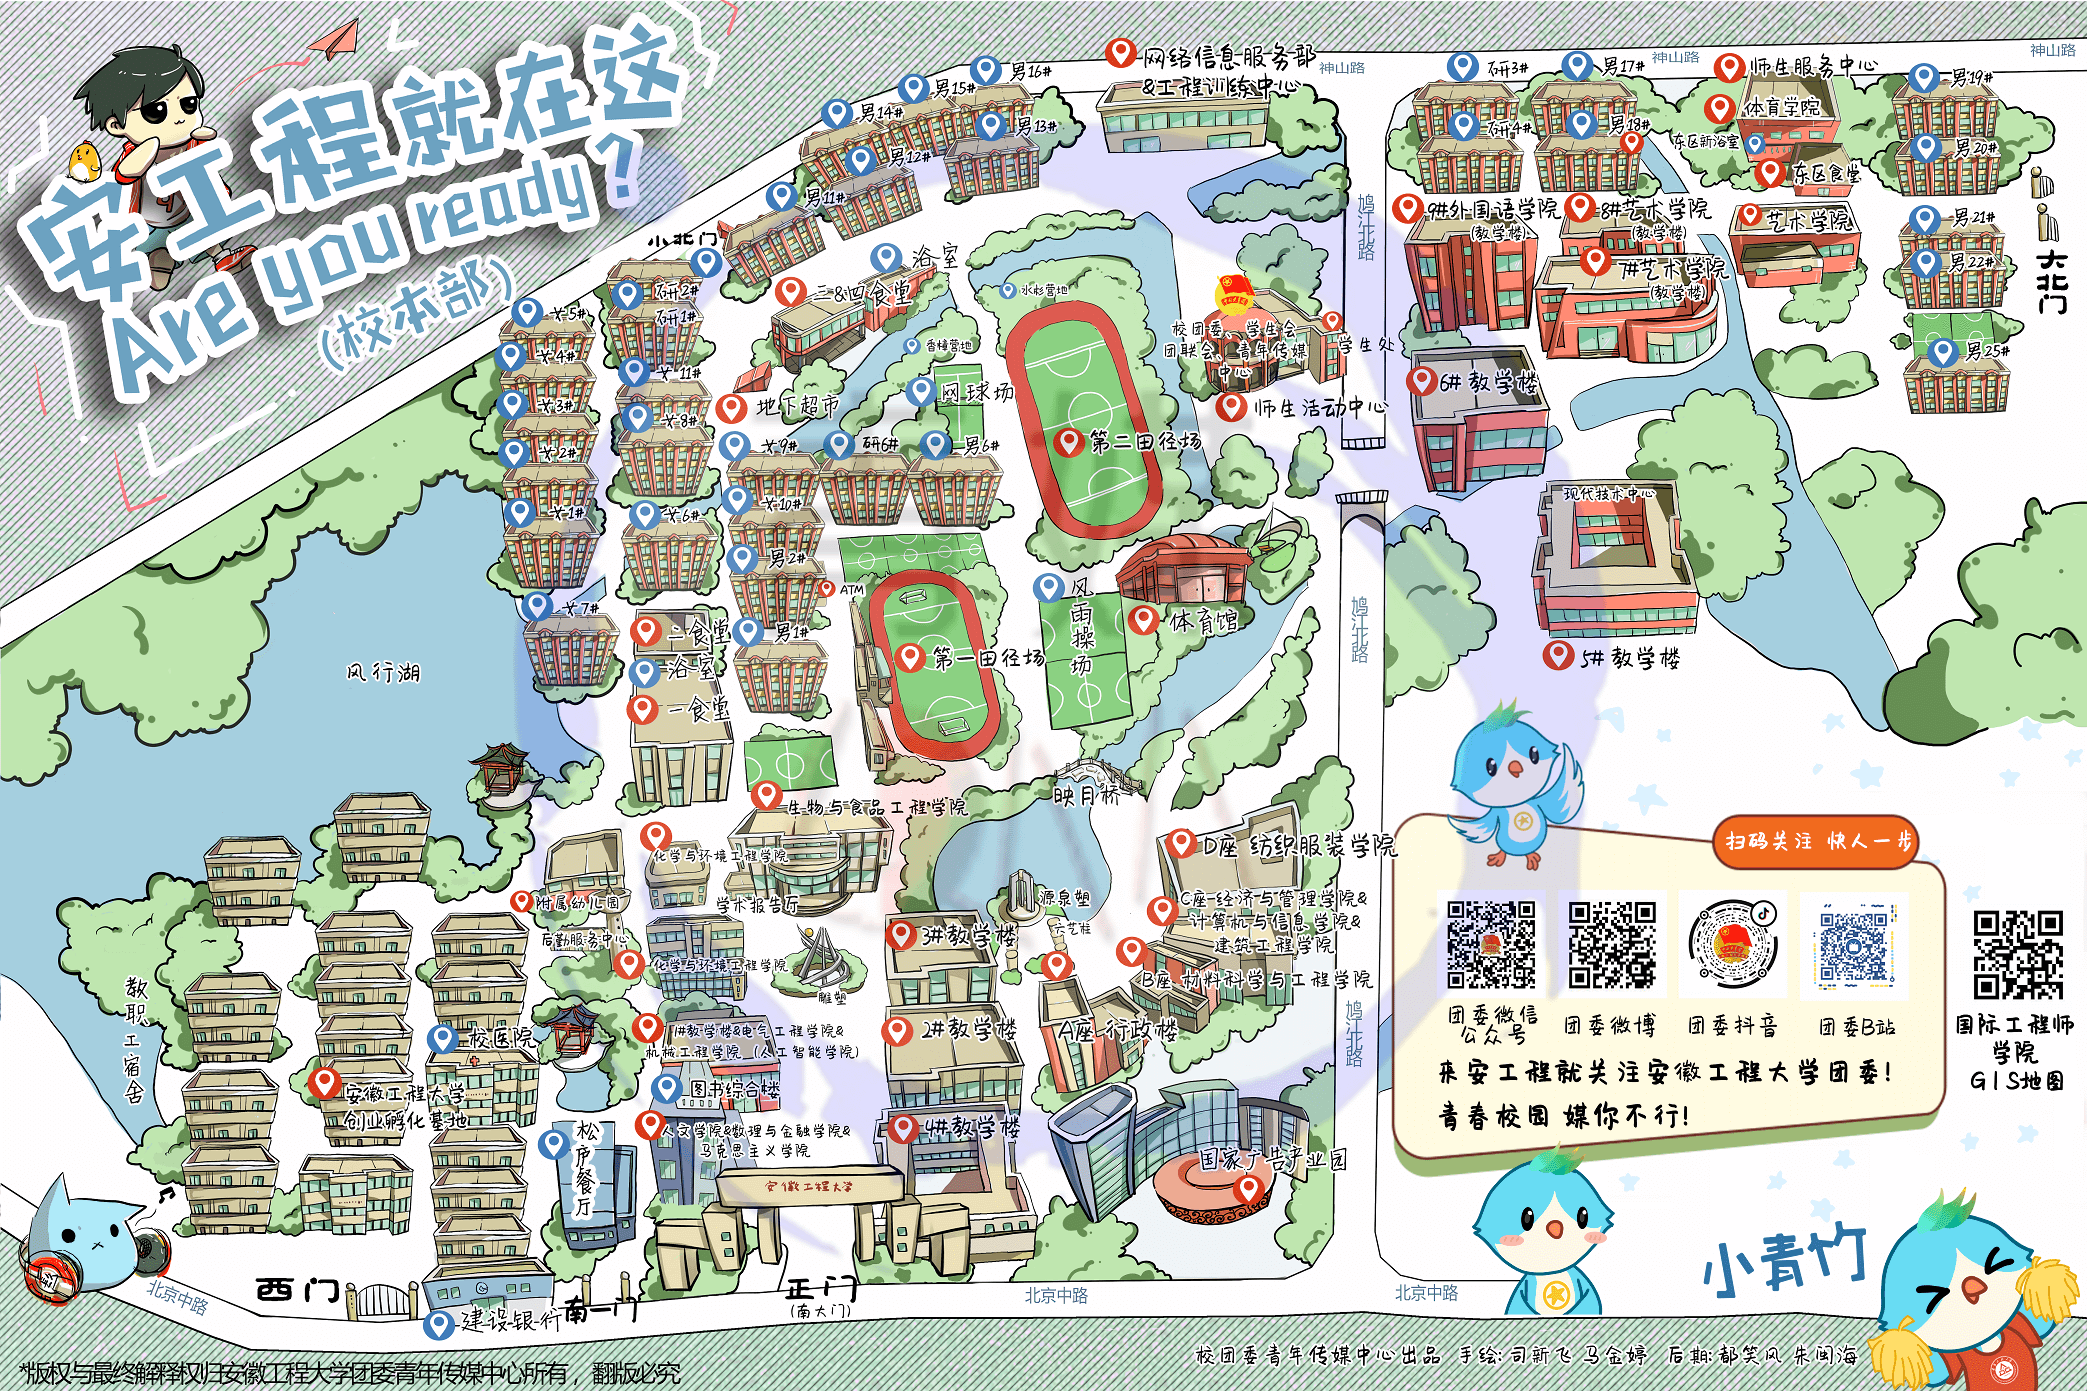 安工程就在这
Are you ready？
(校本部)
网络信息服务部
&工程训练中心
神山路
神山路
神山路
男16#
男15#
男14#
男13#
男12#
男11#
小北门
研3#
男17#
师生服务中心
男19#
研4#
男18#
体育学院
东区新浴室
东区食堂
男20#
9#外国语学院
(教学楼)
8#艺术学院
(教学楼)
艺术学院
男21#
7#艺术学院
(教学楼)
男22#
大北门
鸠江北路
浴室
三&四食堂
水杉营地
香樟营地
网球场
地下超市
校团委、学生会
团联会、青年传媒
中心
学生处
师生活动中心
男25#
6#教学楼
现代技术中心
5#教学楼
女5#
女4#
女3#
女2#
女1#
女7#
研2#
研1#
女11#
女8#
女6#
女9#
研6#
男6#
女10#
男2#
ATM
男1#
第二田径场
第一田径场
风雨操场
体育馆
鸠江北路
二食堂
浴室
一食堂
风行湖
映月桥
生物与食品工程学院
化学与环境工程学院
学术报告厅
附属幼儿园
后勤服务中心
化学与环境工程学院
雕塑
源泉塑
六艺柱
D座 纺织服装学院
C座-经济与管理学院&
计算机与信息学院&
建筑工程学院
B座-材料科学与工程学院
A座-行政楼
3#教学楼
2#教学楼
4#教学楼
1#教学楼&电气工程学院&
机械工程学院 (人工智能学院)
图书综合楼
人文学院&数理与金融学院&
马克思主义学院
国家广告产业园
鸠江北路
教职工宿舍
校医院
安徽工程大学
创业孵化基地
松庐餐厅
安徽工程大学
西门
建设银行
南一门
正门
(南大门)
北京中路
北京中路
北京中路
扫码关注 快人一步
团委微信
公众号
团委微博
团委抖音
团委B站
国际工程师
学院
GIS地图
来安工程就关注安徽工程大学团委!
青春校园 媒你不行!
小青竹
校团委青年传媒中心出品 手绘:司新飞 马金婷 后期:都笑风 朱闽海
*版权与最终解释权归安徽工程大学团委青年传媒中心所有，翻版必究